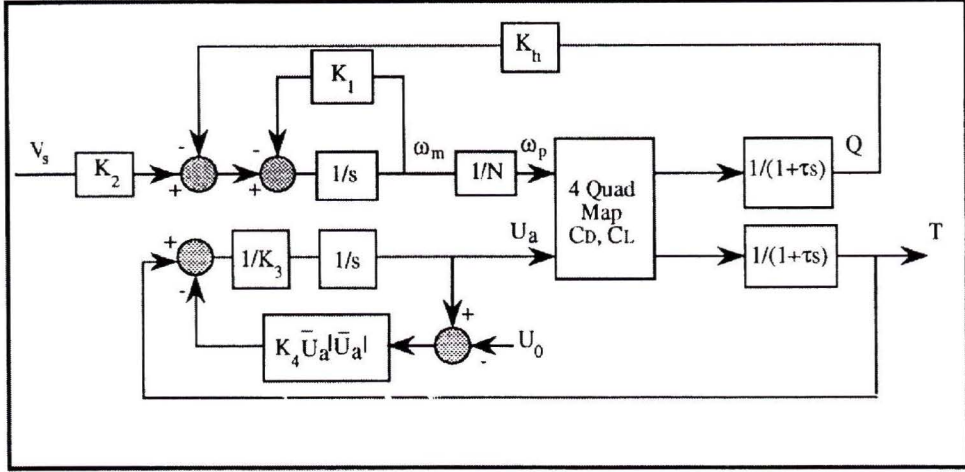 K_h
K_1
V_s
K_2
-
+
-
+
1/s
ω_m
1/N
ω_p
4 Quad
Map
C_D, C_L
1/(1+τs)
Q
+
-
1/K_3
1/s
U_a
1/(1+τs)
T
K_4 Ū_a|Ū_a|
+
-
U_0